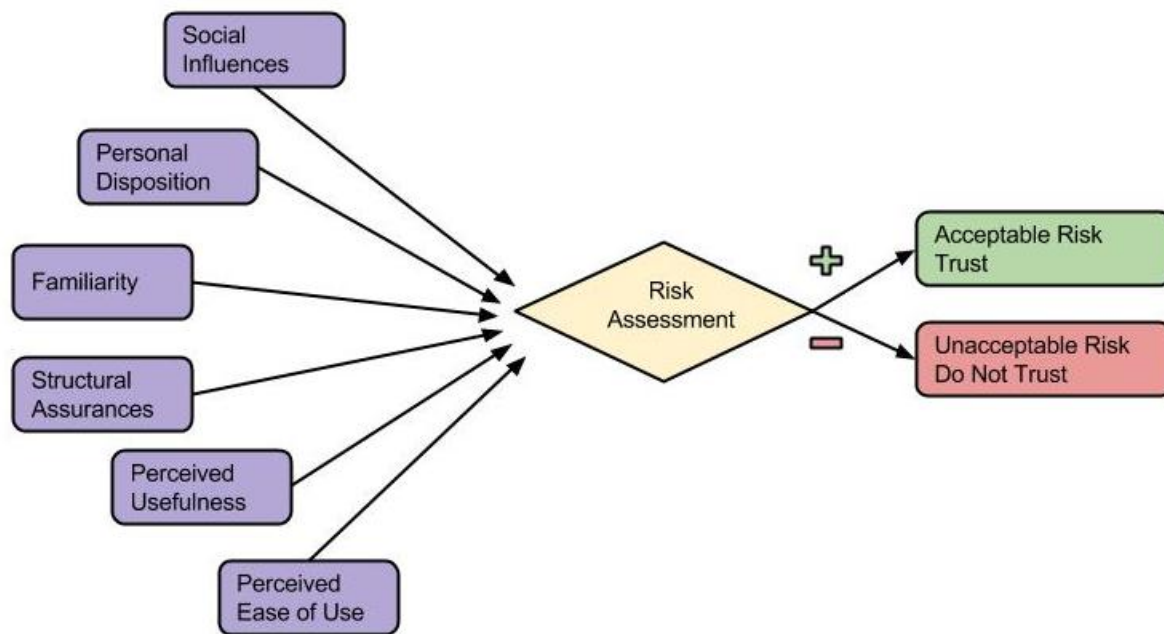 Social
Influences
Personal
Disposition
Familiarity
Structural
Assurances
Perceived
Usefulness
Perceived
Ease of Use
Risk
Assessment
Acceptable Risk
Trust
Unacceptable Risk
Do Not Trust